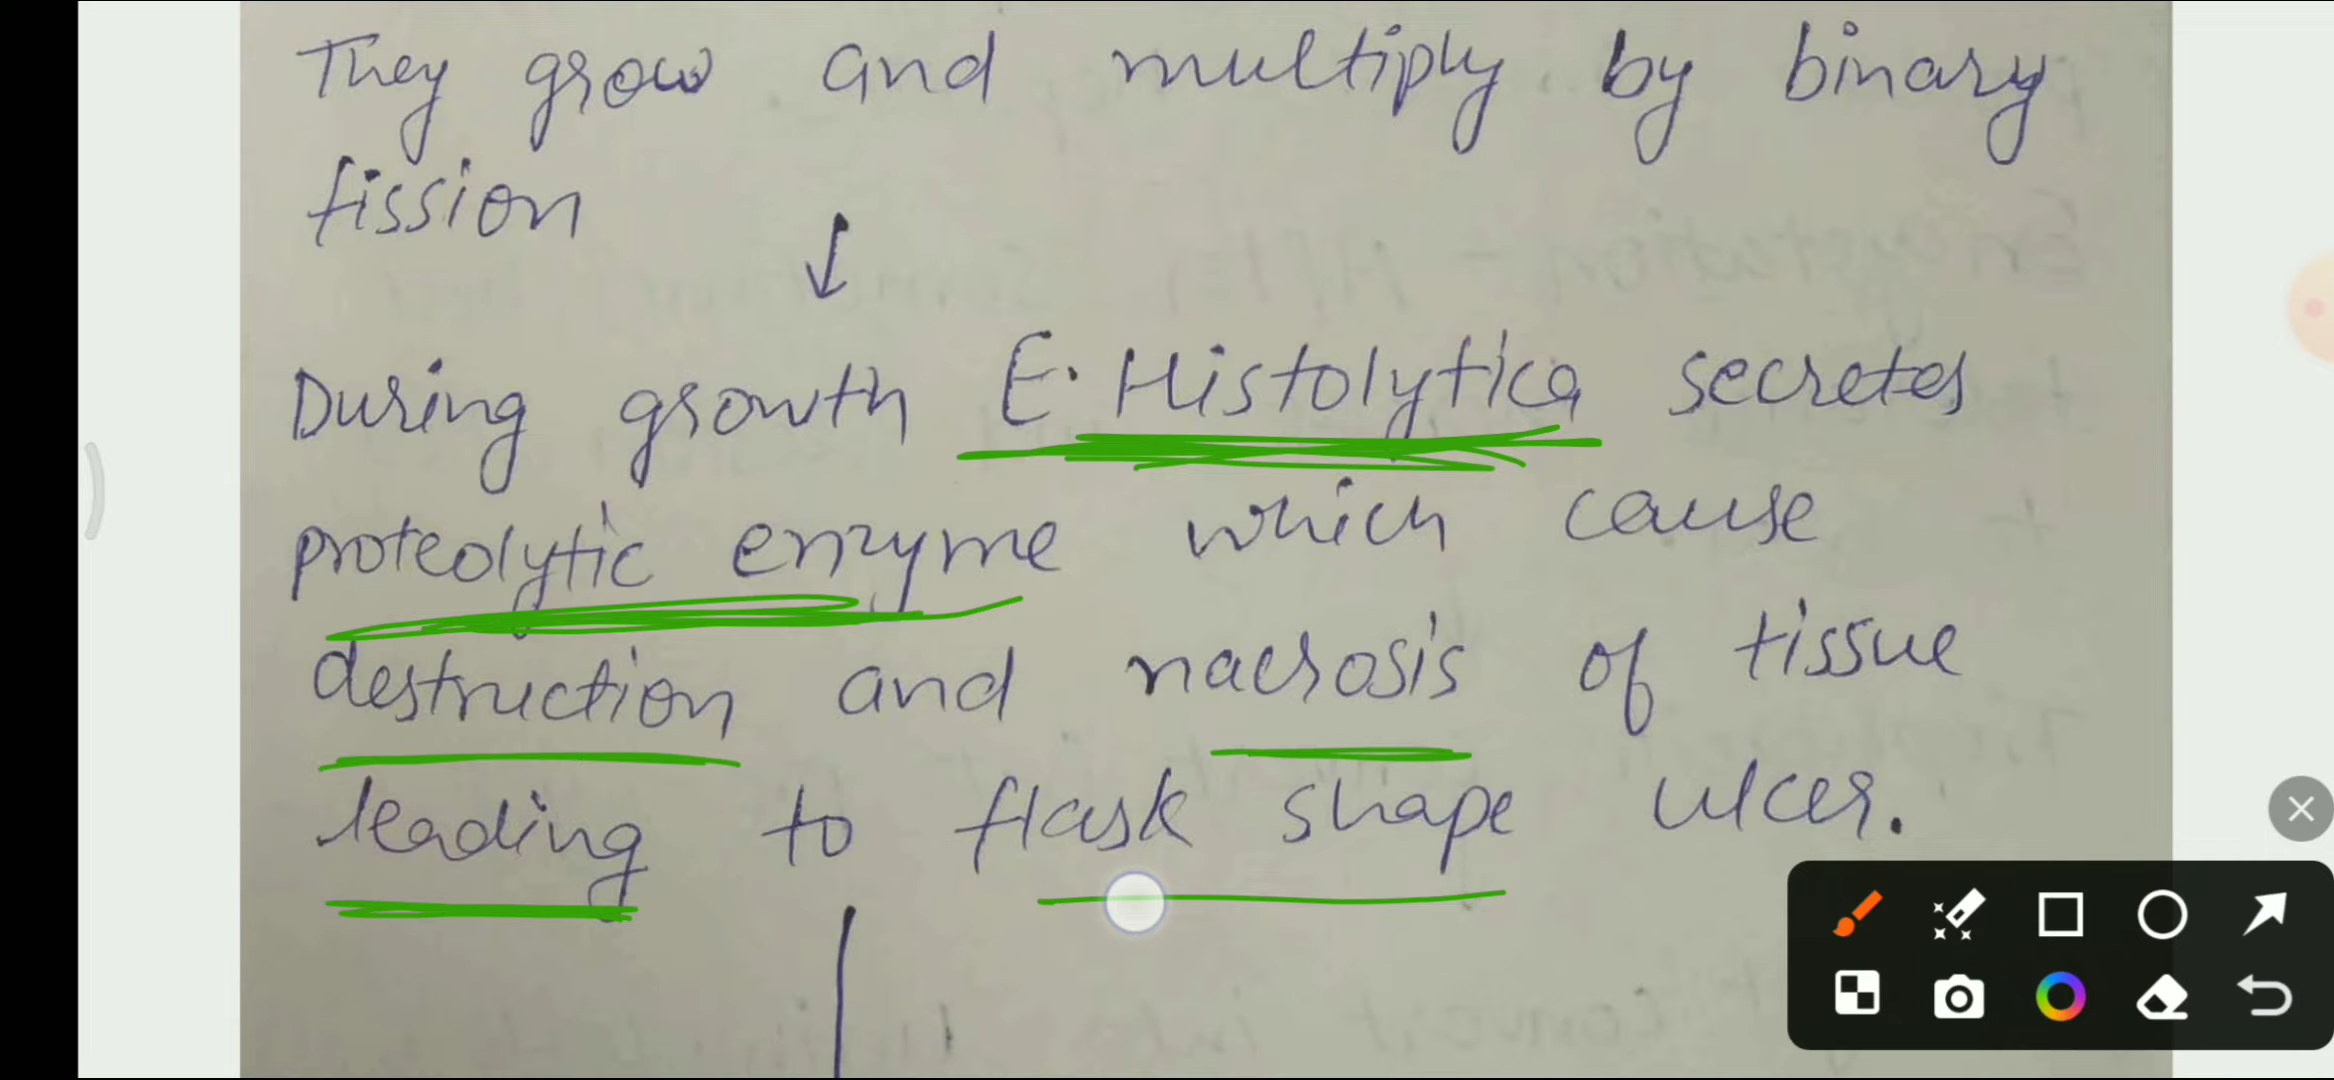 They grow and multiply by binary
fission
↓
During growth E. Histolytica secretes
proteolytic enzyme which cause
destruction and nacrosis of tissue
leading to flask shape ulcer.